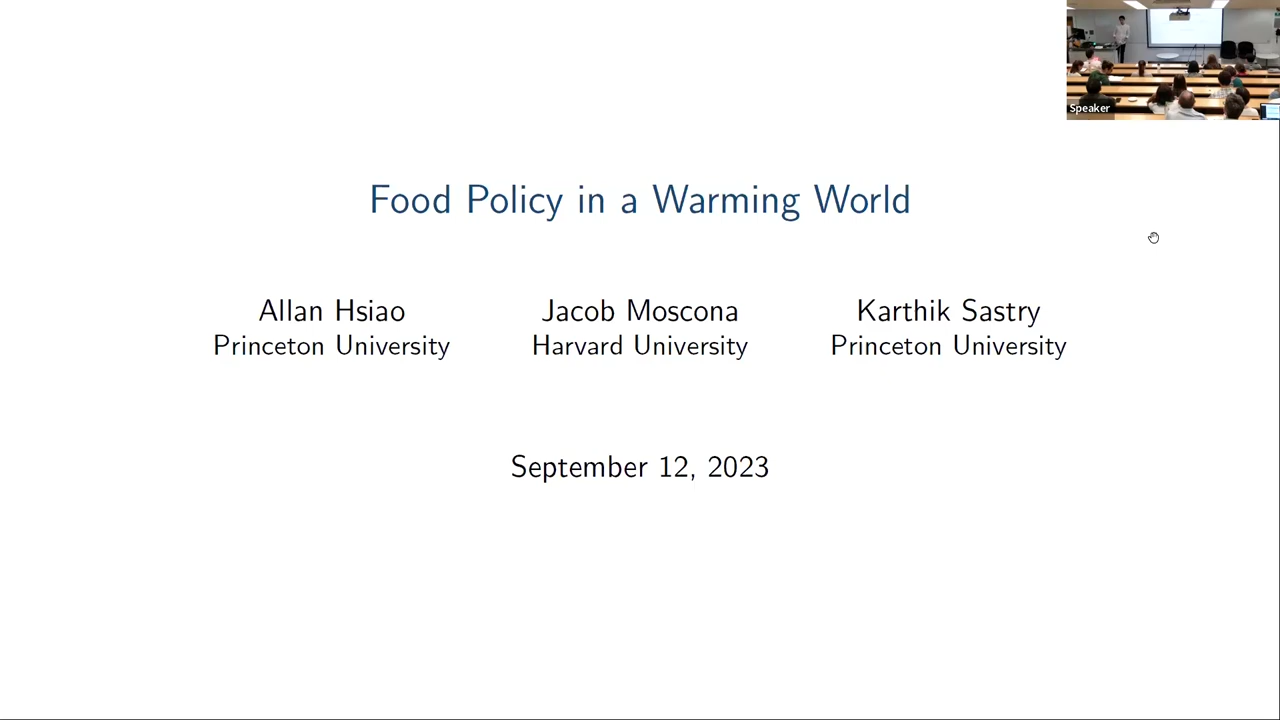 Speaker
Food Policy in a Warming World
Allan Hsiao
Princeton University
Jacob Moscona
Harvard University
Karthik Sastry
Princeton University
September 12, 2023